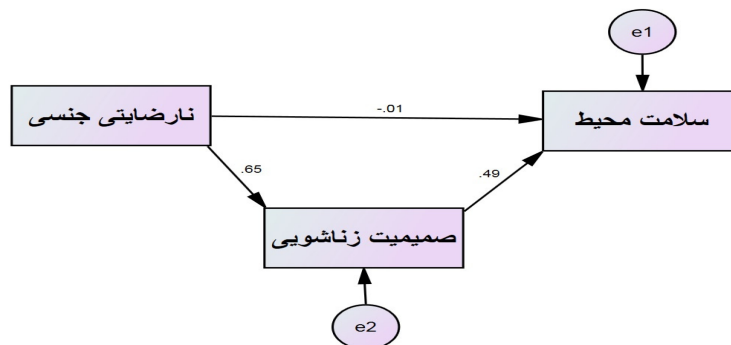 e1
نارضایتی جنسی
-.01
سلامت محیط
.65
.49
صمیمیت زناشویی
e2